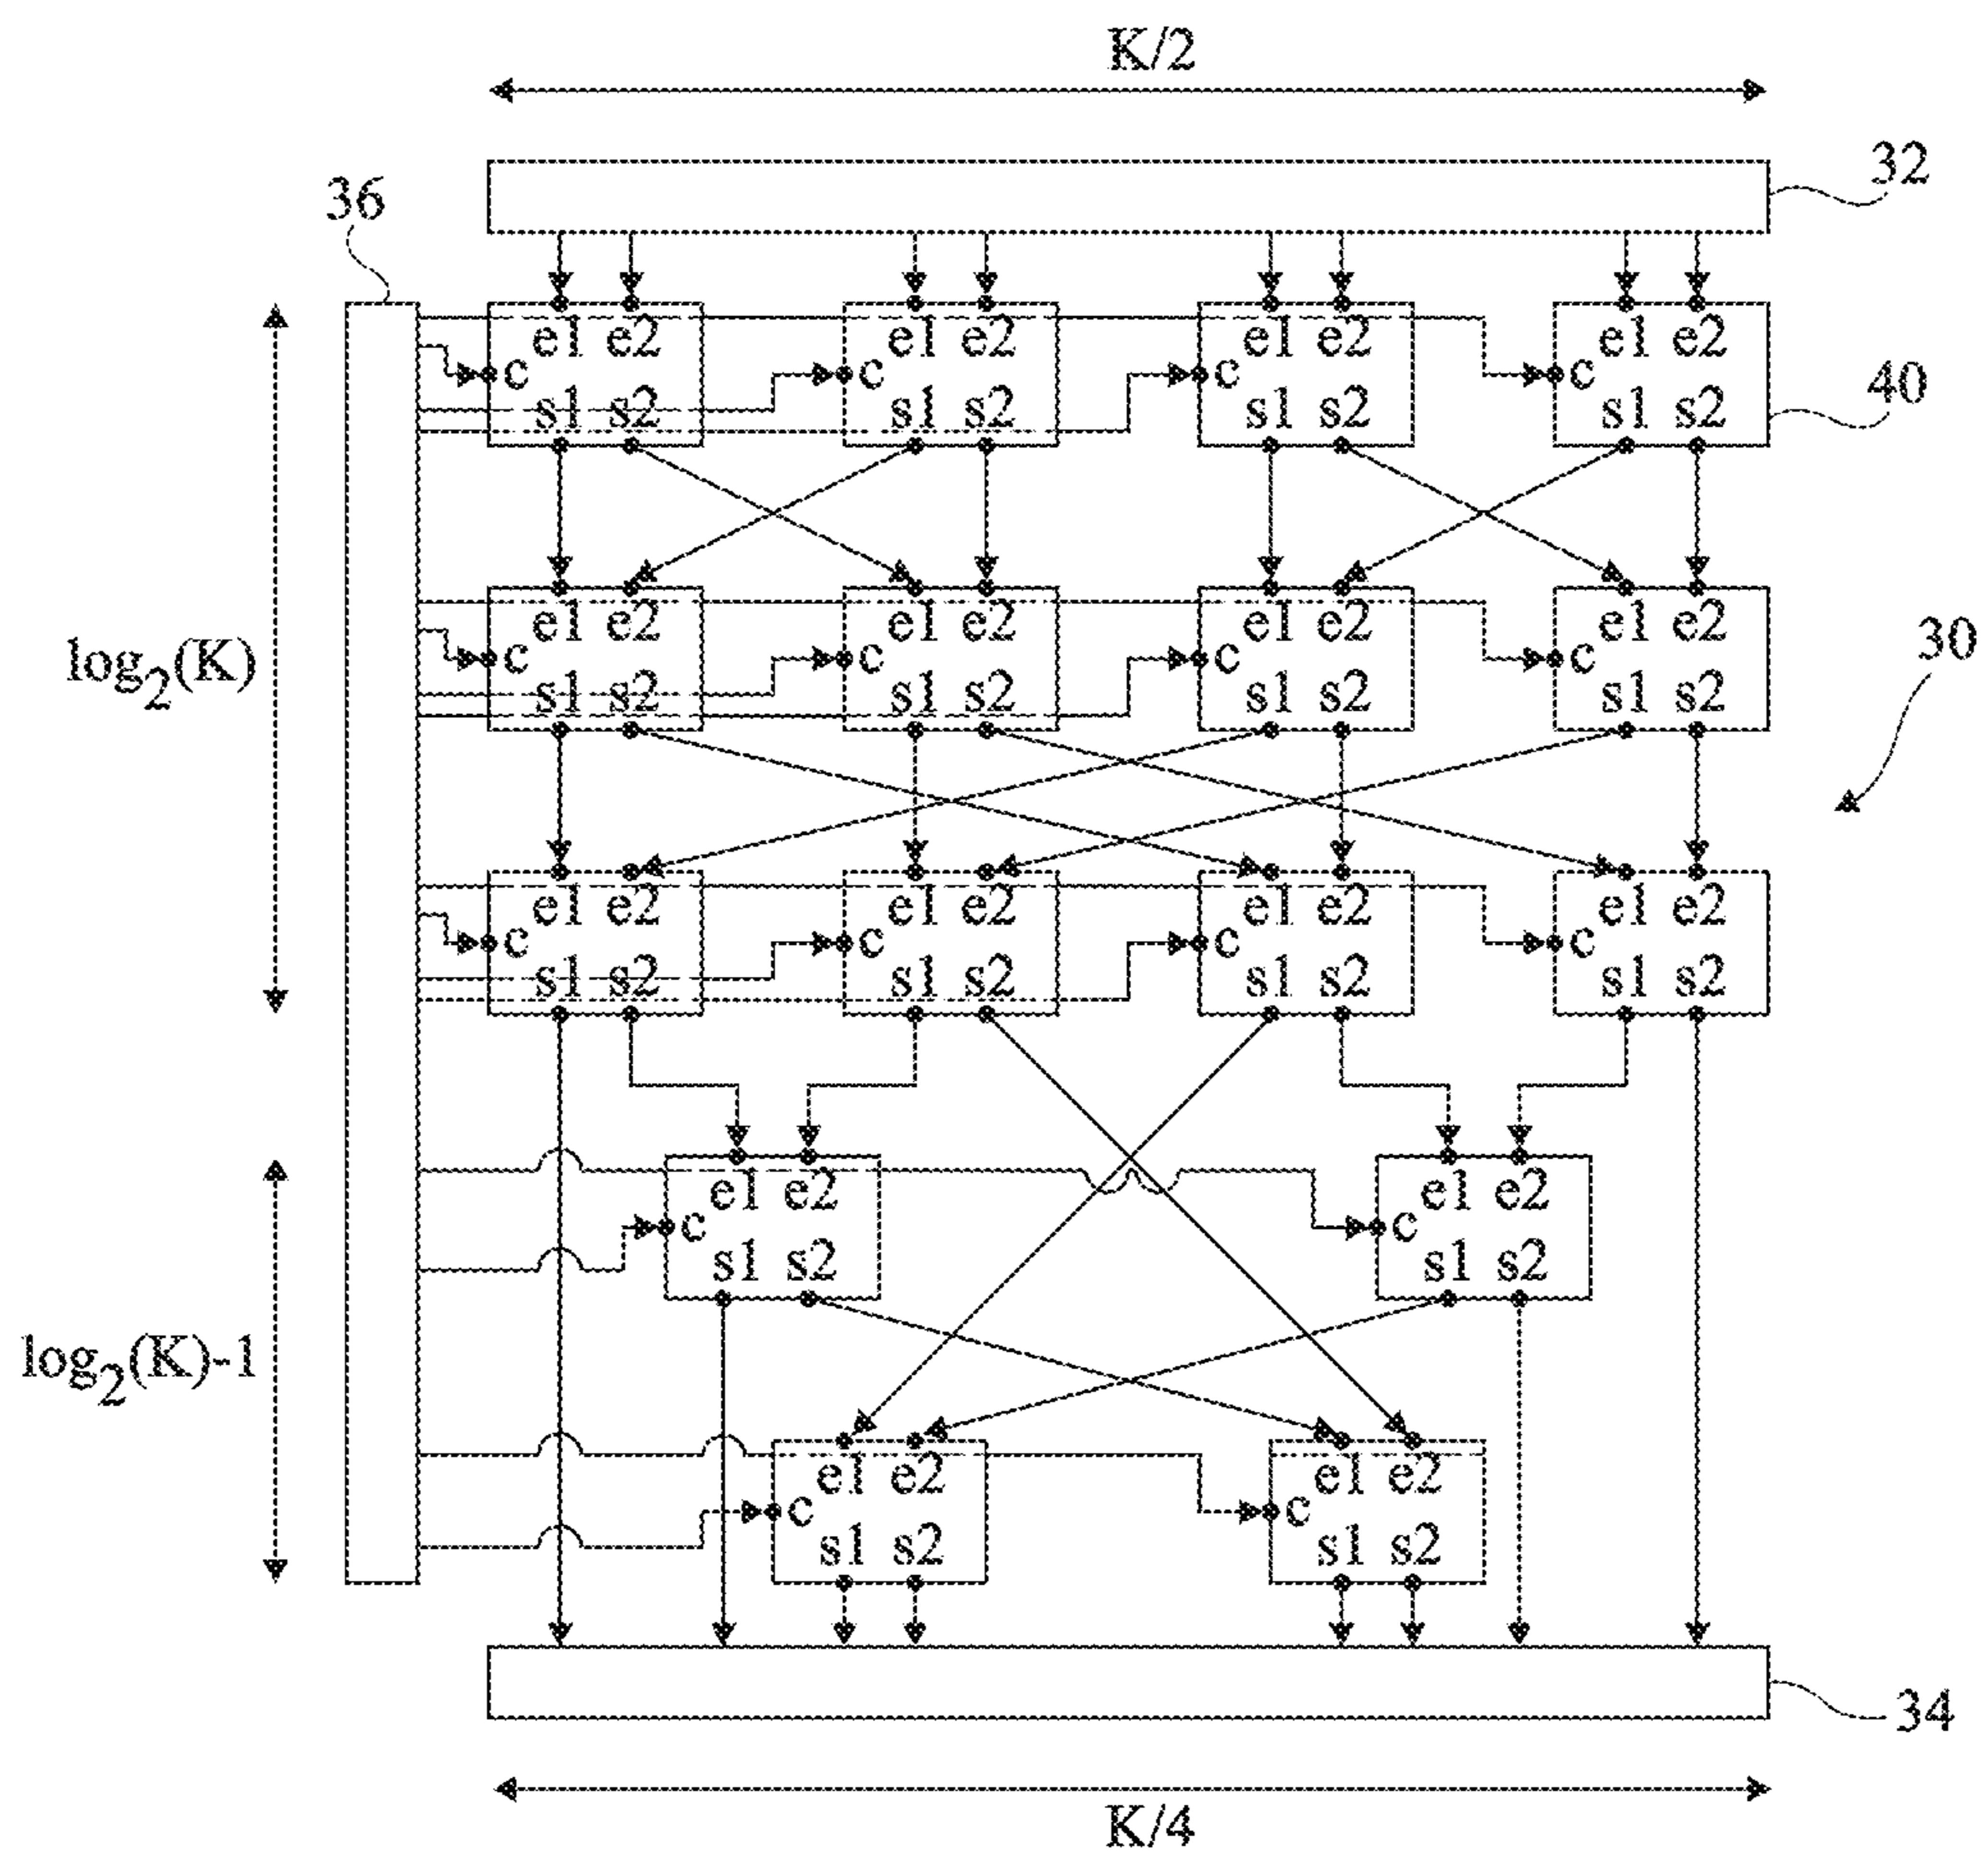 K/2
32
36
e1 e2 e1 e2 e1 e2 e1 e2
c c c c
40
s1 s2 s1 s2 s1 s2 s1 s2
e1 e2 e1 e2 e1 e2 e1 e2
log2(K)
c c c c
30
s1 s2 s1 s2 s1 s2 s1 s2
e1 e2 e1 e2 e1 e2 e1 e2
c c c c
s1 s2 s1 s2 s1 s2 s1 s2
e1 e2 e1 e2
c c
s1 s2 s1 s2
log2(K)-1
e1 e2 e1 e2
c c
s1 s2 s1 s2
34
K/4